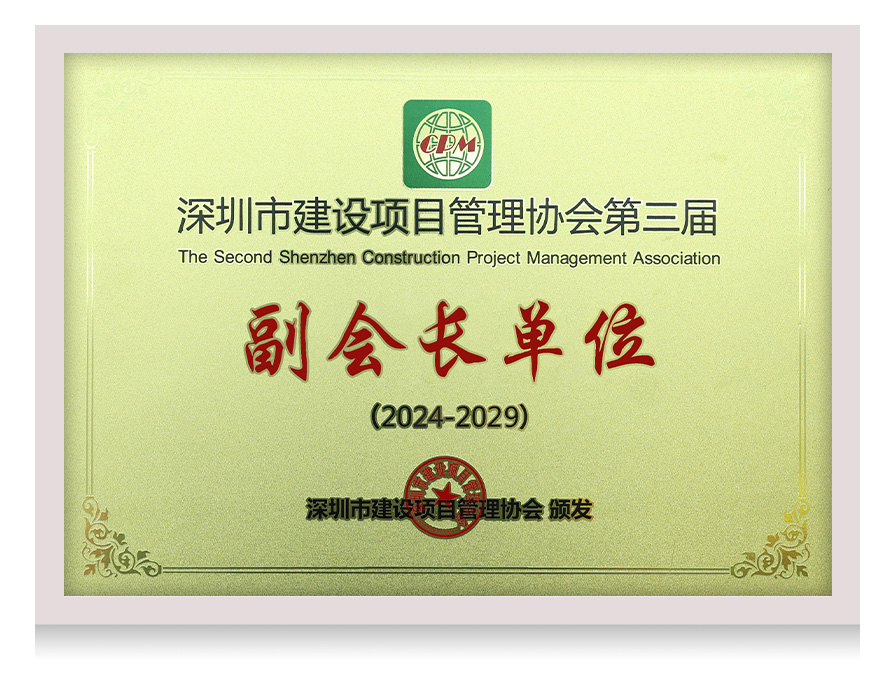 CPM
深圳市建设项目管理协会第三届
The Second Shenzhen Construction Project Management Association
副会长单位
(2024-2029)
深圳市建设项目管理协会 颁发